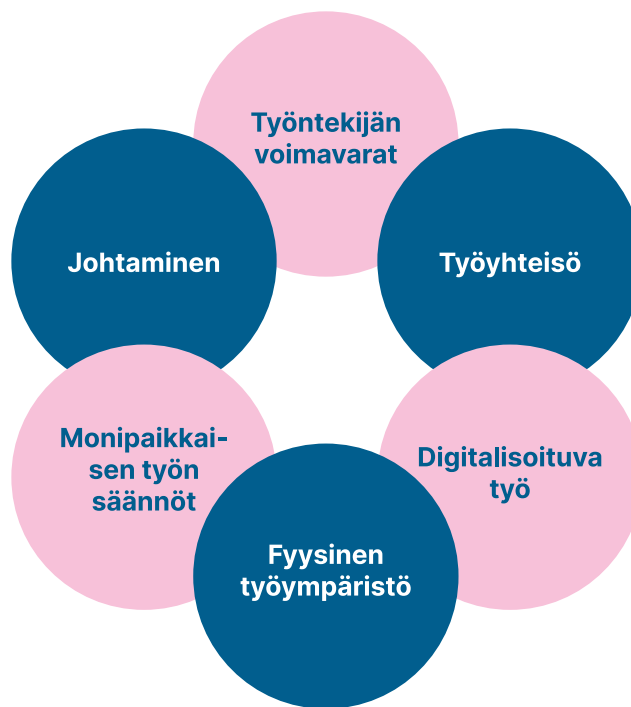 Työntekijän
voimavarat
Johtaminen
Työyhteisö
Monipaikkai-
sen työn
säännöt
Digitalisoituva
työ
Fyysinen
työympäristö